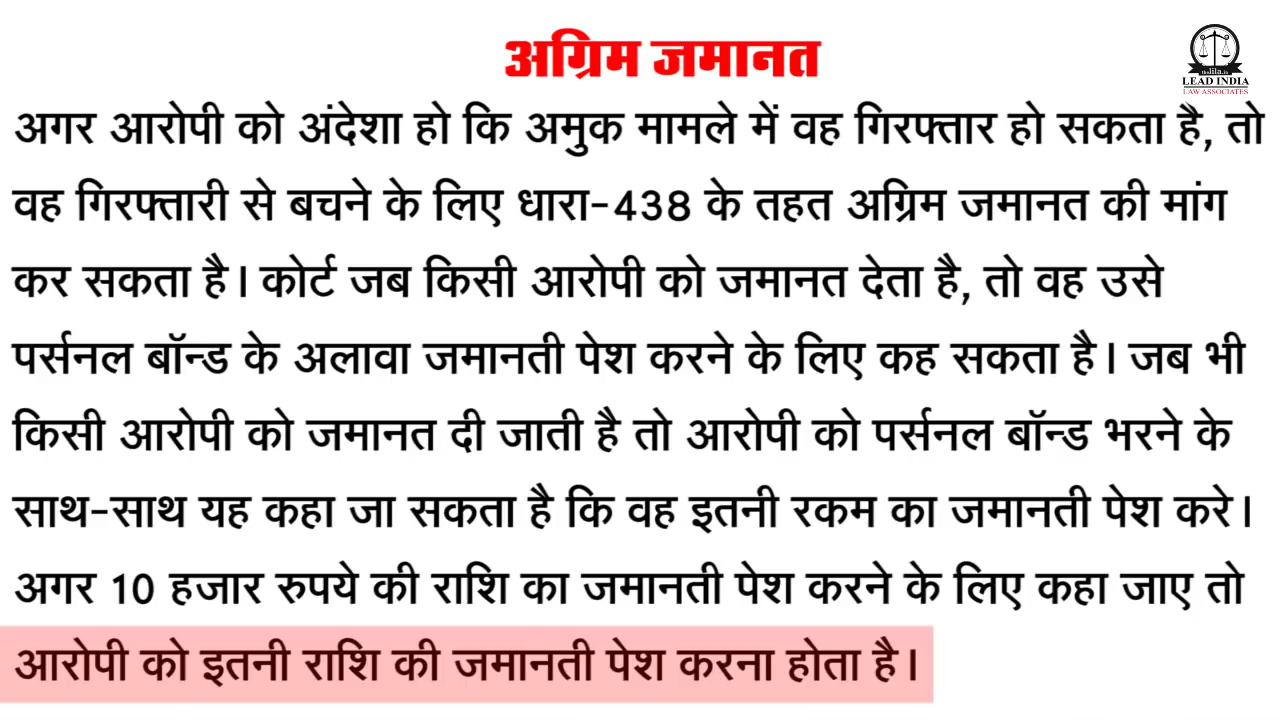 अग्रिम जमानत
LEAD INDIA
LAW ASSOCIATES
अगर आरोपी को अंदेशा हो कि अमुक मामले में वह गिरफ्तार हो सकता है, तो
वह गिरफ्तारी से बचने के लिए धारा-438 के तहत अग्रिम जमानत की मांग
कर सकता है। कोर्ट जब किसी आरोपी को जमानत देता है, तो वह उसे
पर्सनल बॉन्ड के अलावा जमानती पेश करने के लिए कह सकता है। जब भी
किसी आरोपी को जमानत दी जाती है तो आरोपी को पर्सनल बॉन्ड भरने के
साथ-साथ यह कहा जा सकता है कि वह इतनी रकम का जमानती पेश करे।
अगर 10 हजार रुपये की राशि का जमानती पेश करने के लिए कहा जाए तो
आरोपी को इतनी राशि की जमानती पेश करना होता है।